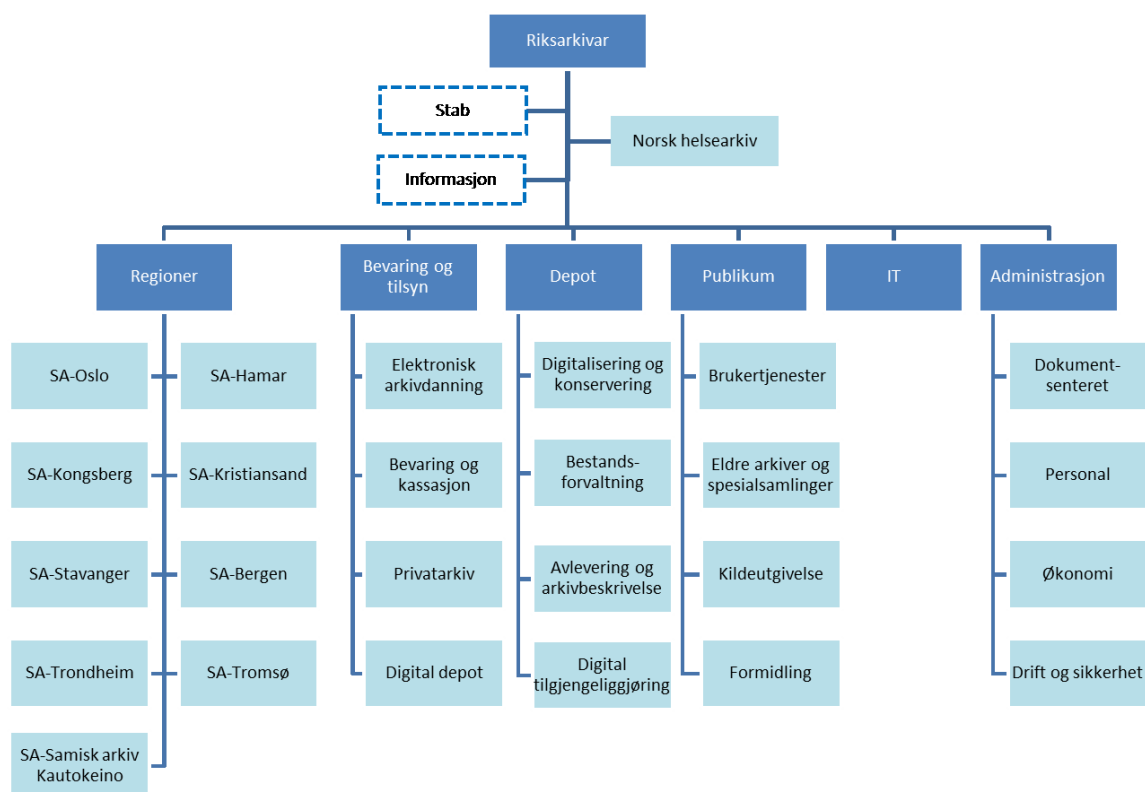 Riksarkivar
Stab
Norsk helsearkiv
Informasjon
Regioner
Bevaring og
tilsyn
Depot
Publikum
IT
Administrasjon
SA-Oslo
SA-Hamar
SA-Kongsberg
SA-Kristiansand
SA-Stavanger
SA-Bergen
SA-Trondheim
SA-Tromsø
SA-Samisk arkiv
Kautokeino
Elektronisk
arkivdanning
Bevaring og
kassasjon
Privatarkiv
Digital depot
Digitalisering og
konservering
Bestands-
forvaltning
Avlevering og
arkivbeskrivelse
Digital
tilgjengeliggjøring
Brukertjenester
Eldre arkiver og
spesialsamlinger
Kildeutgivelse
Formidling
Dokument-
senteret
Personal
Økonomi
Drift og sikkerhet